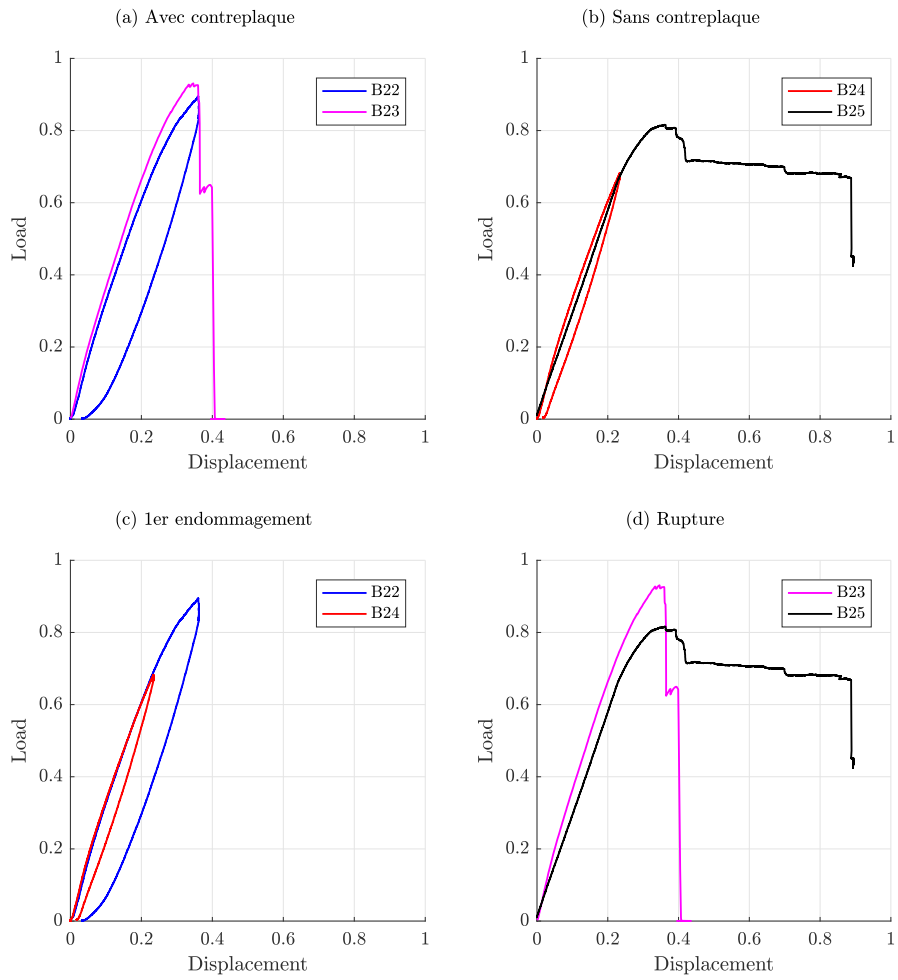 (a) Avec contreplaque
1
0.8
0.6
0.4
0.2
0
Load
0 0.2 0.4 0.6 0.8 1
Displacement
B22
B23
(b) Sans contreplaque
1
0.8
0.6
0.4
0.2
0
Load
0 0.2 0.4 0.6 0.8 1
Displacement
B24
B25
(c) 1er endommagement
1
0.8
0.6
0.4
0.2
0
Load
0 0.2 0.4 0.6 0.8 1
Displacement
B22
B24
(d) Rupture
1
0.8
0.6
0.4
0.2
0
Load
0 0.2 0.4 0.6 0.8 1
Displacement
B23
B25